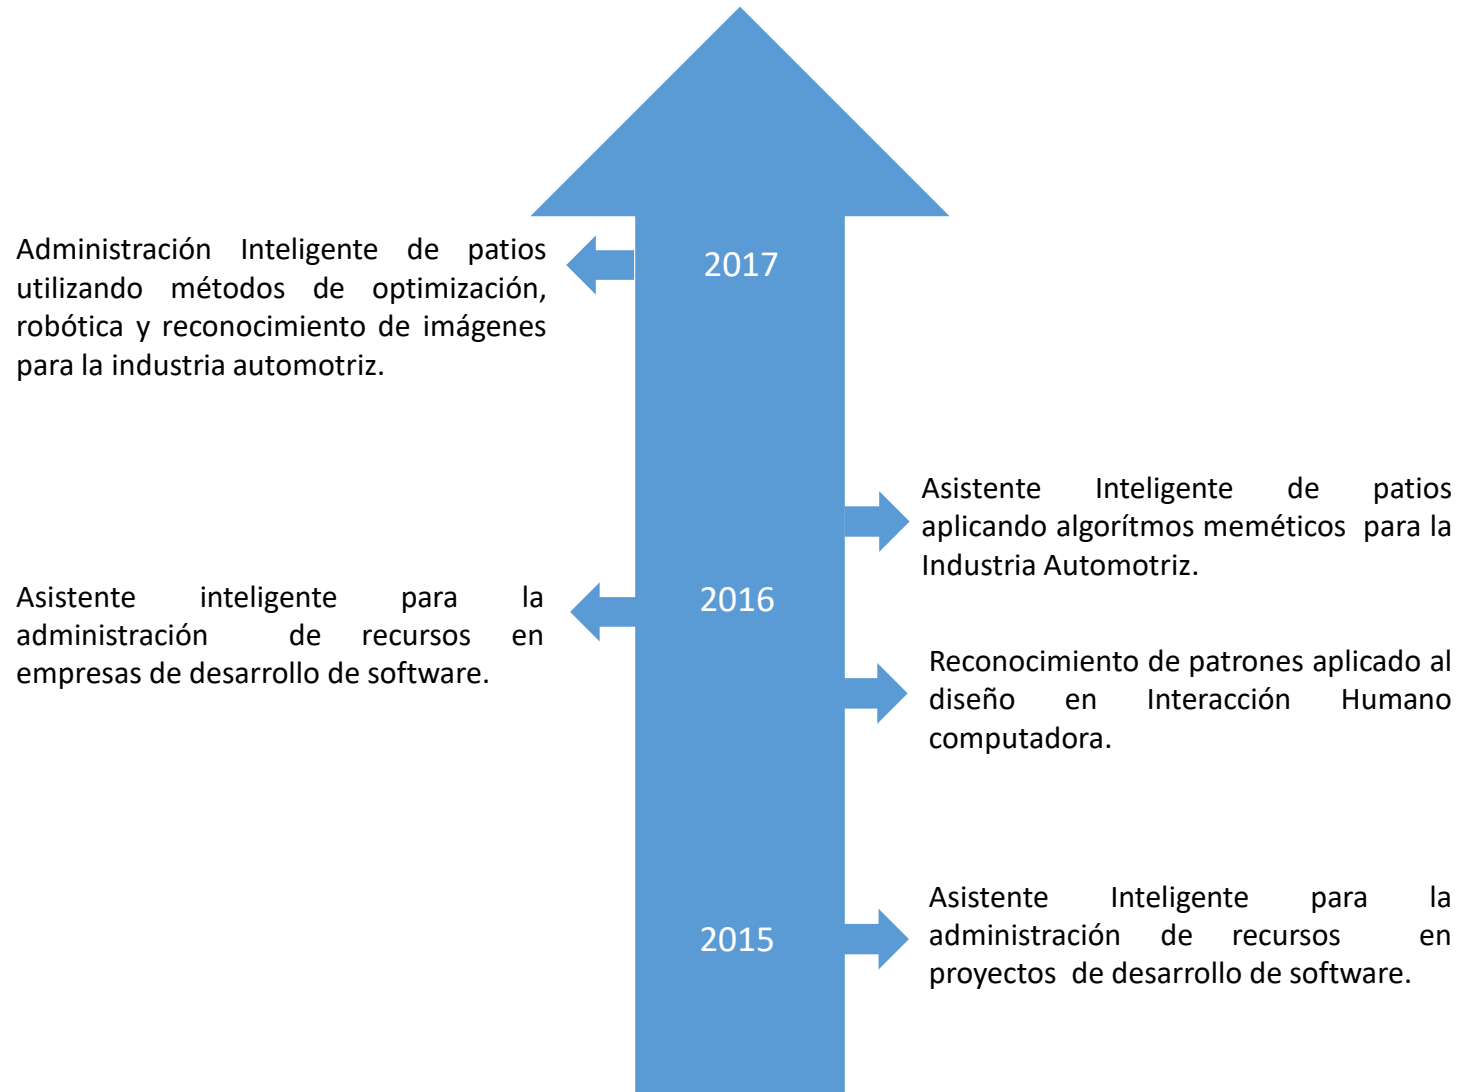 2017
Administración Inteligente de patios
utilizando métodos de optimización,
robótica y reconocimiento de imágenes
para la industria automotriz.
Asistente Inteligente de patios
aplicando algorítmos meméticos para la
Industria Automotriz.
2016
Asistente inteligente para la
administración de recursos en
empresas de desarrollo de software.
Reconocimiento de patrones aplicado al
diseño en Interacción Humano
computadora.
2015
Asistente Inteligente para la
administración de recursos en
proyectos de desarrollo de software.